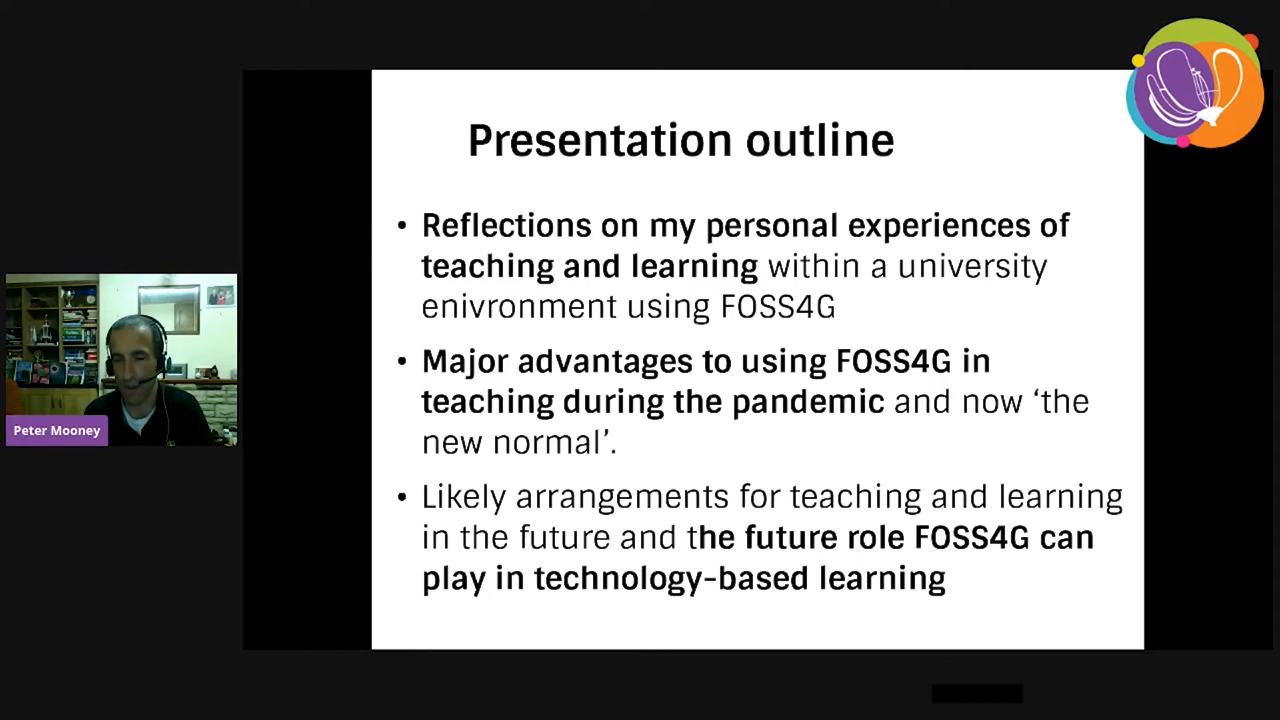 Presentation outline
• Reflections on my personal experiences of
teaching and learning within a university
enivronment using FOSS4G
• Major advantages to using FOSS4G in
teaching during the pandemic and now ‘the
new normal’.
• Likely arrangements for teaching and learning
in the future and the future role FOSS4G can
play in technology-based learning
Peter Mooney